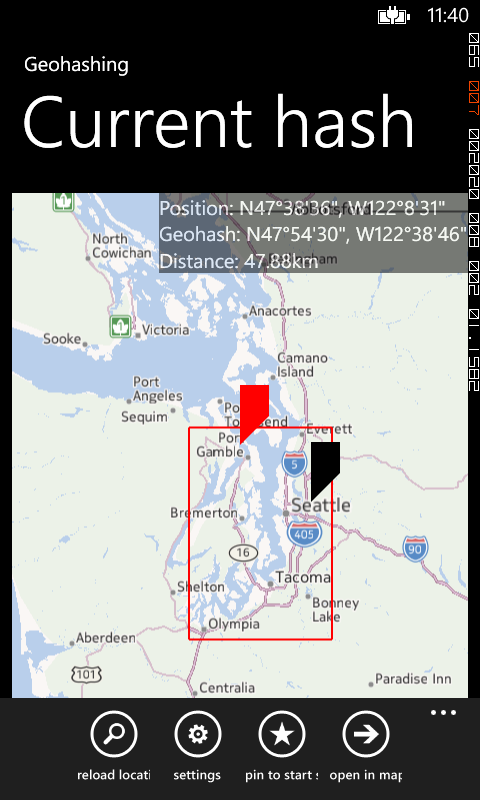 11:40
Geohashing
Current hash
Position: N47°38'36", W122°8'31"
Geohash: N47°54'30", W122°38'46"
Distance: 47.88km
1
North
Cowichan
Anacortes
1
Victoria
Sooke
Camano
Island
Port
Angeles
Sequim
Everett
Port
Gamble
5
Seattle
Bremerton
405
90
16
Tacoma
Shelton
Bonney
Lake
Olympia
Aberdeen
101
Paradise Inn
Centralia
reload locati
settings
pin to start
open in map